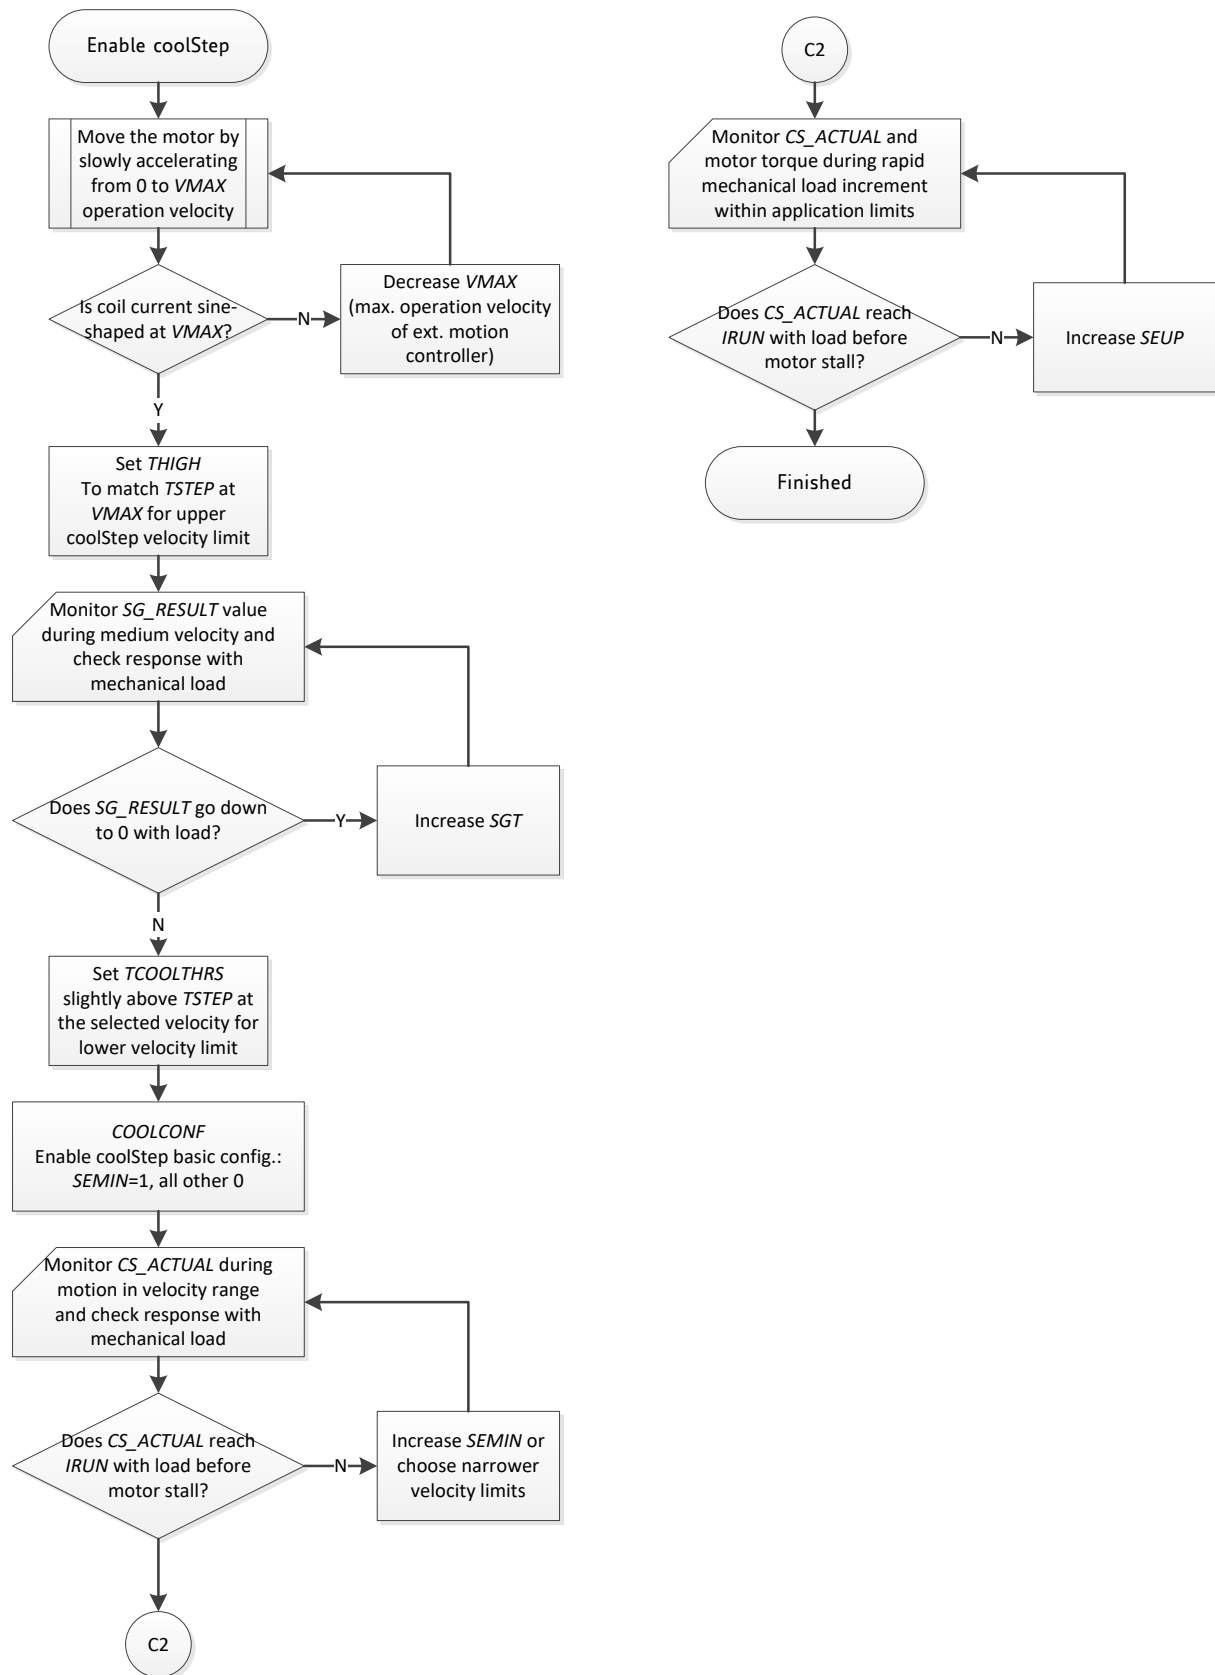 Enable coolStep
Move the motor by
slowly accelerating
from 0 to VMAX
operation velocity
Is coil current sine-
shaped at VMAX?
N
Decrease VMAX
(max. operation velocity
of ext. motion
controller)
Y
Set THIGH
To match TSTEP at
VMAX for upper
coolStep velocity limit
Monitor SG_RESULT value
during medium velocity and
check response with
mechanical load
Does SG_RESULT go down
to 0 with load?
Y
Increase SGT
N
Set TCOOLTHRS
slightly above TSTEP at
the selected velocity for
lower velocity limit
COOLCONF
Enable coolStep basic config.:
SEMIN=1, all other 0
Monitor CS_ACTUAL during
motion in velocity range
and check response with
mechanical load
Does CS_ACTUAL reach
IRUN with load before
motor stall?
N
Increase SEMIN or
choose narrower
velocity limits
C2
C2
Monitor CS_ACTUAL and
motor torque during rapid
mechanical load increment
within application limits
Does CS_ACTUAL reach
IRUN with load before
motor stall?
N
Increase SEUP
Finished